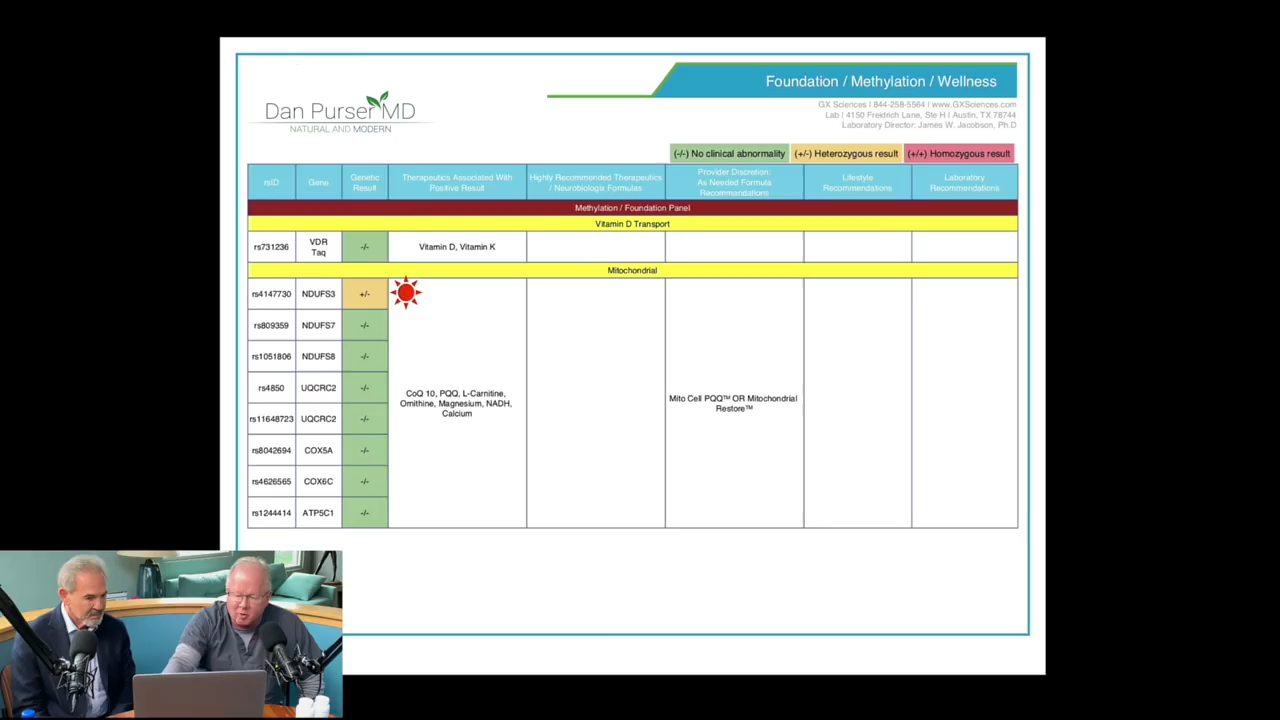 Foundation / Methylation / Wellness
Dan Purser MD
NATURAL AND MODERN
GX Sciences I 844-258-5564 I www.GXSciences.com
Lab I 4150 Freidrich Lane, Ste H I Austin, TX 78744
Laboratory Director: James W. Jacobson, Ph.D
(-/-) No clinical abnormality (+/-) Heterozygous result (+/+) Homozygous result
rsID
Gene
Genetic
Result
Therapeutics Associated With
Positive Result
Highly Recommended Therapeutics
/ Neurobiologix Formulas
Provider Discretion:
As Needed Formula
Recommendations
Lifestyle
Recommendations
Laboratory
Recommendations
Methylation / Foundation Panel
Vitamin D Transport
rs731236
VDR
Taq
-/-
Vitamin D, Vitamin K
Mitochondrial
rs4147730 NDUFS3 +/-
rs809359 NDUFS7 -/-
rs1051806 NDUFS8 -/-
rs4850 UQCRC2 -/-
rs11648723 UQCRC2 -/-
rs8042694 COX5A -/-
rs4626565 COX6C -/-
rs1244414 ATP5C1 -/-
CoQ 10, PQQ, L-Carnitine,
Ornithine, Magnesium, NADH,
Calcium
Mito Cell PQQ™ OR Mitochondrial
Restore™